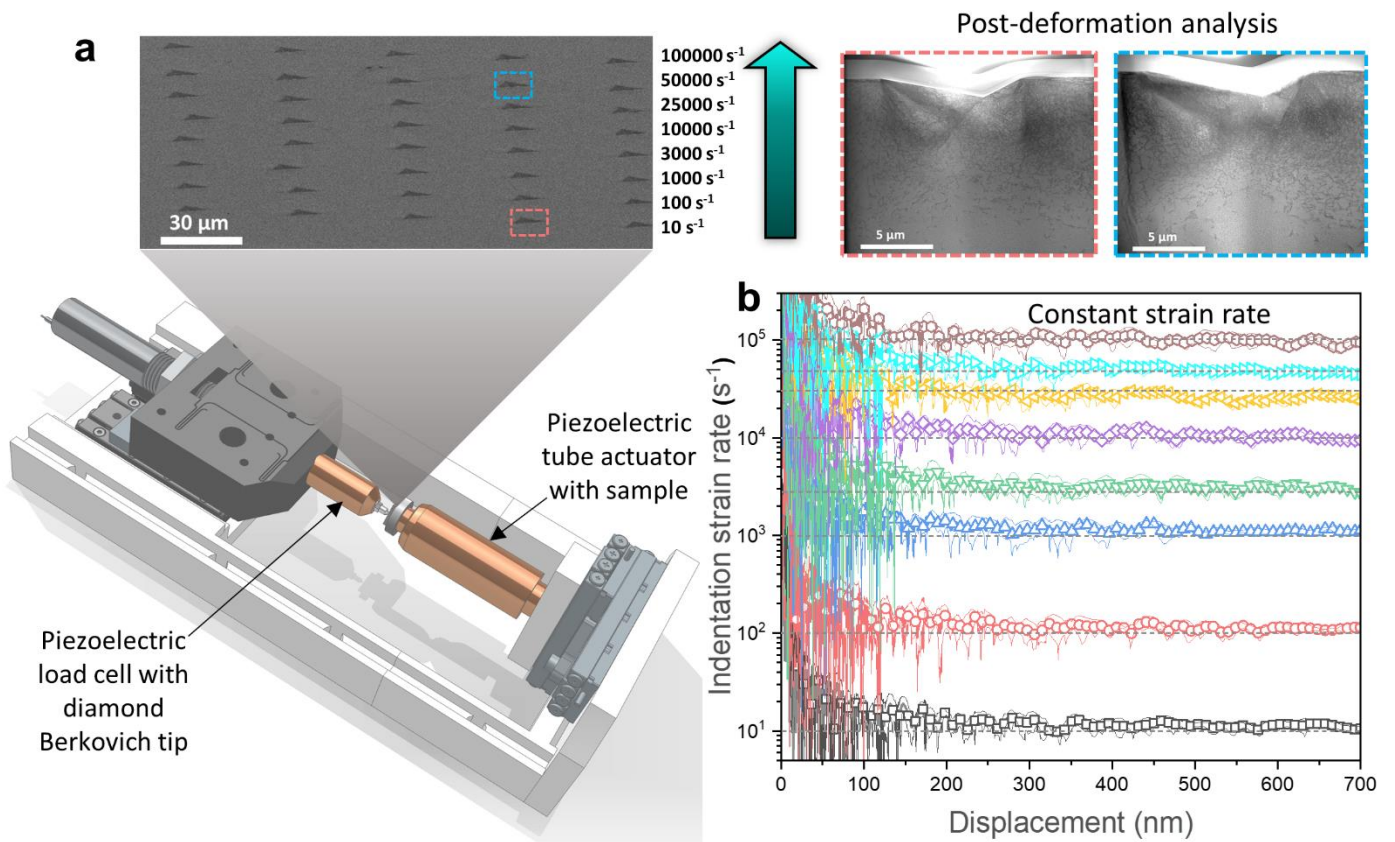 a
100000 s⁻¹
50000 s⁻¹
25000 s⁻¹
10000 s⁻¹
3000 s⁻¹
1000 s⁻¹
100 s⁻¹
10 s⁻¹
30 µm
Post-deformation analysis
5 µm
5 µm
Piezoelectric
tube actuator
with sample
Piezoelectric
load cell with
diamond
Berkovich tip
b
Constant strain rate
Indentation strain rate (s⁻¹)
10⁵
10⁴
10³
10²
10¹
0 100 200 300 400 500 600 700
Displacement (nm)